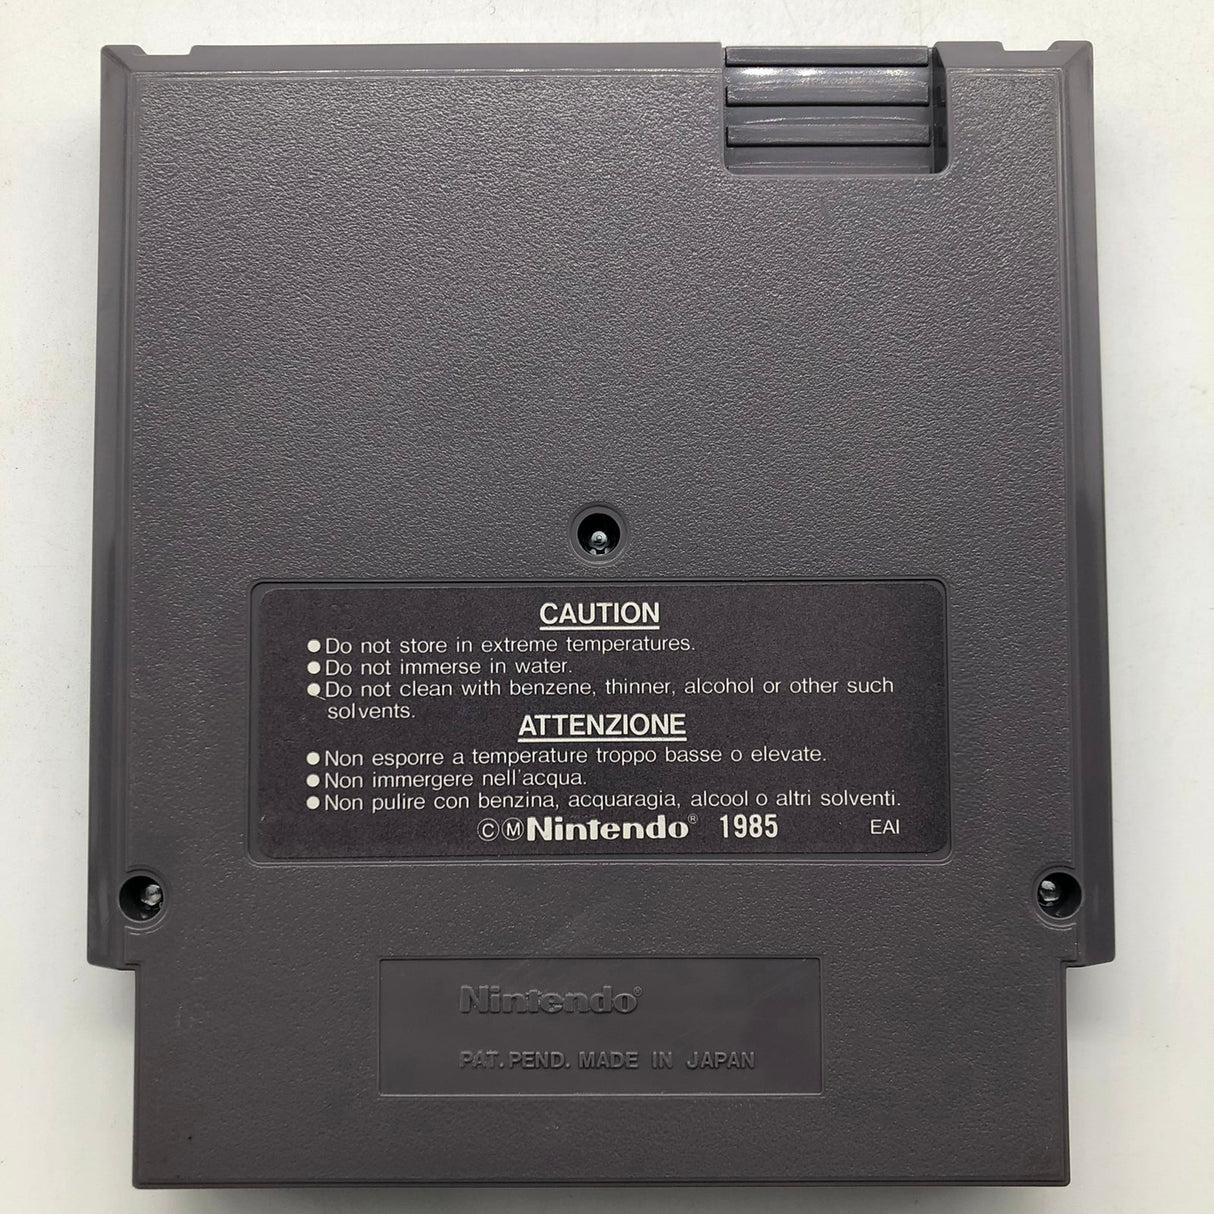 CAUTION
●Do not store in extreme temperatures.
●Do not immerse in water.
●Do not clean with benzene, thinner, alcohol or other such
solvents.
ATTENZIONE
●Non esporre a temperature troppo basse o elevate.
●Non immergere nell'acqua.
●Non pulire con benzina, acquaragia, alcool o altri solventi.
ⒸⓂNintendo® 1985 EAI
Nintendo®
PAT. PEND. MADE IN JAPAN